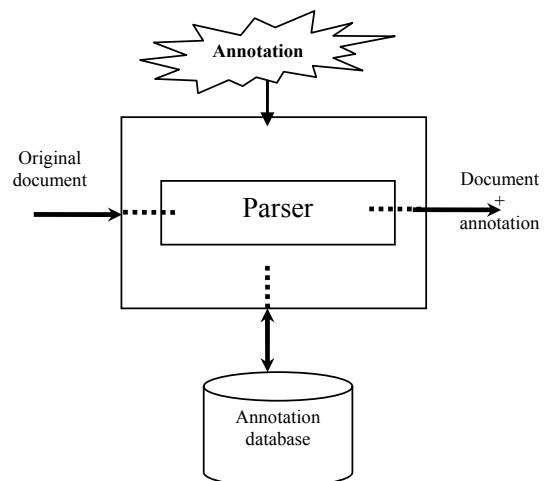 Annotation
Original
document
Parser
Document
+
annotation
Annotation
database